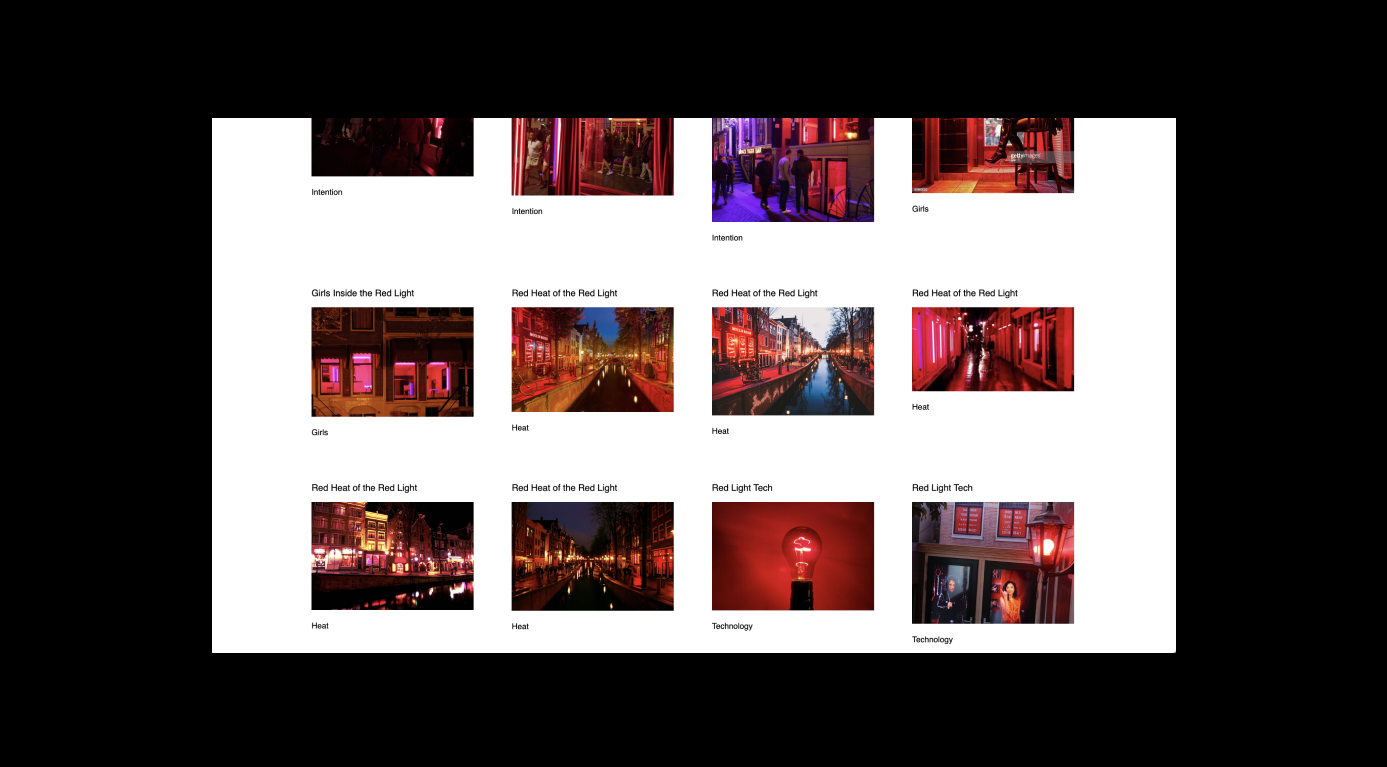 gettyimages
Intention
Intention
Intention
Girls
Girls Inside the Red Light
Red Heat of the Red Light
Red Heat of the Red Light
Red Heat of the Red Light
Girls
Heat
Heat
Heat
Red Heat of the Red Light
Red Heat of the Red Light
Red Light Tech
Red Light Tech
Heat
Heat
Technology
Technology